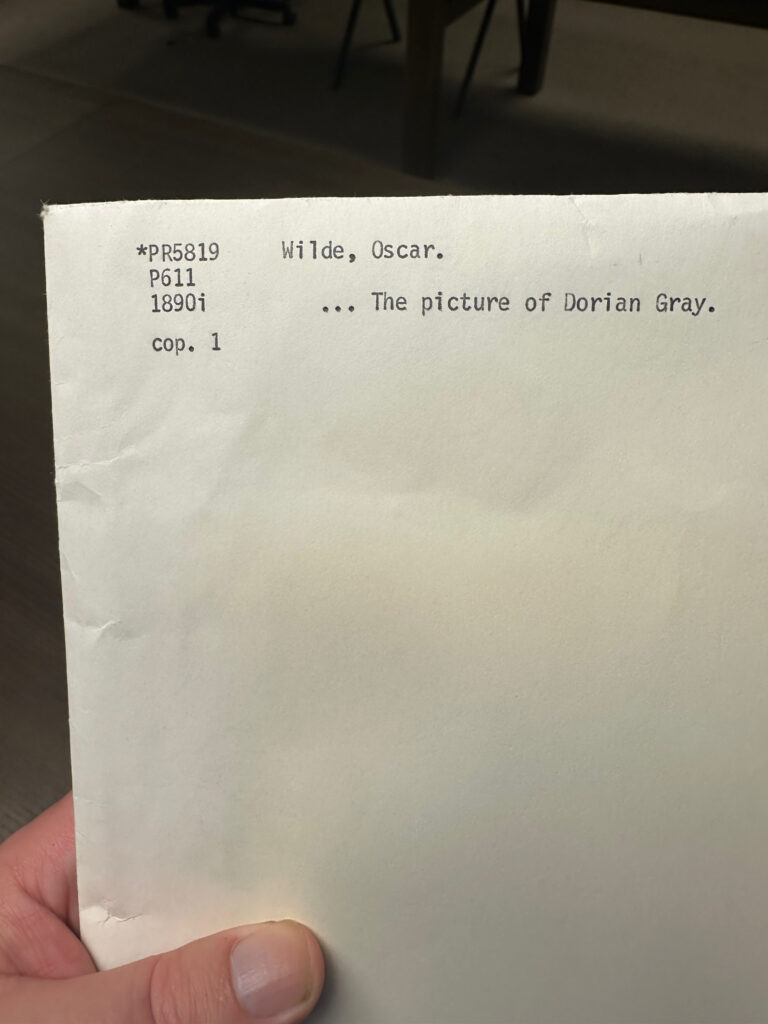 *PR5819 Wilde, Oscar.
P611
1890i ... The picture of Dorian Gray.
cop. 1